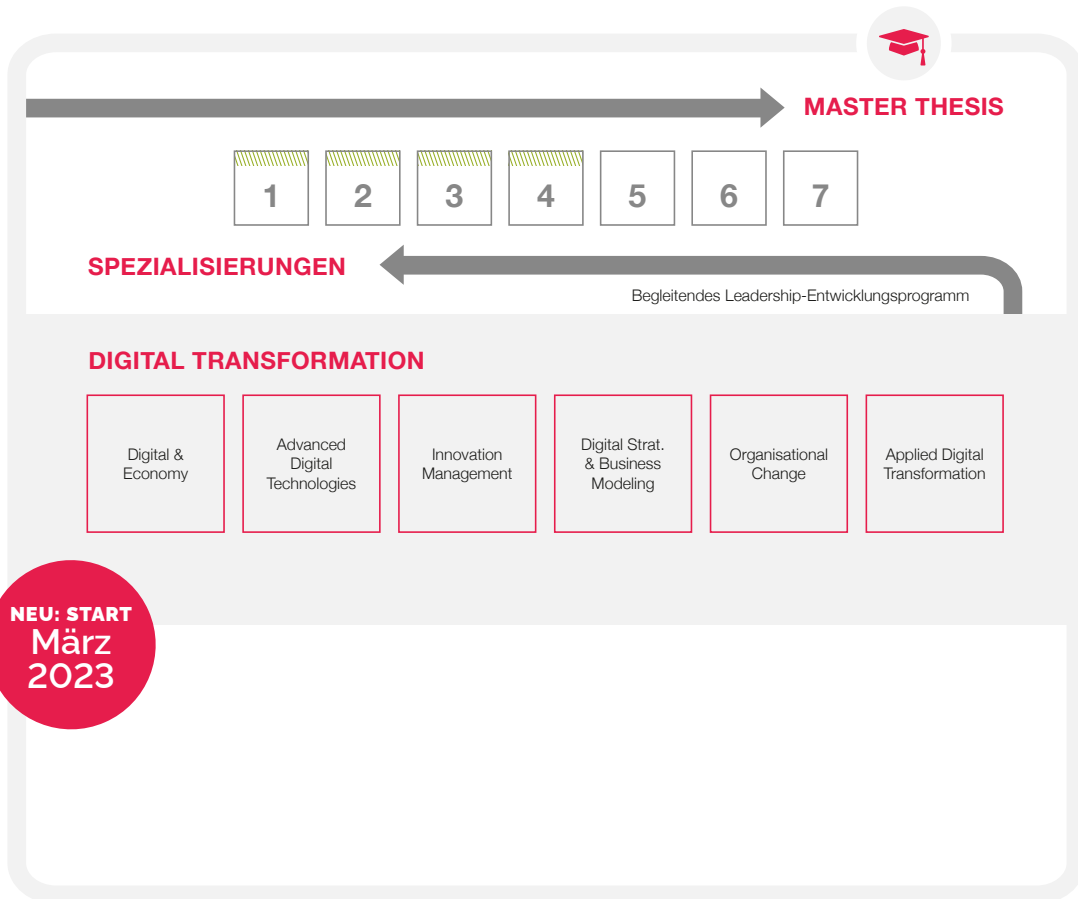 MASTER THESIS
1 2 3 4 5 6 7
SPEZIALISIERUNGEN
Begleitendes Leadership-Entwicklungsprogramm
DIGITAL TRANSFORMATION
Digital &
Economy
Advanced
Digital
Technologies
Innovation
Management
Digital Strat.
& Business
Modeling
Organisational
Change
Applied Digital
Transformation
NEU: START
März
2023